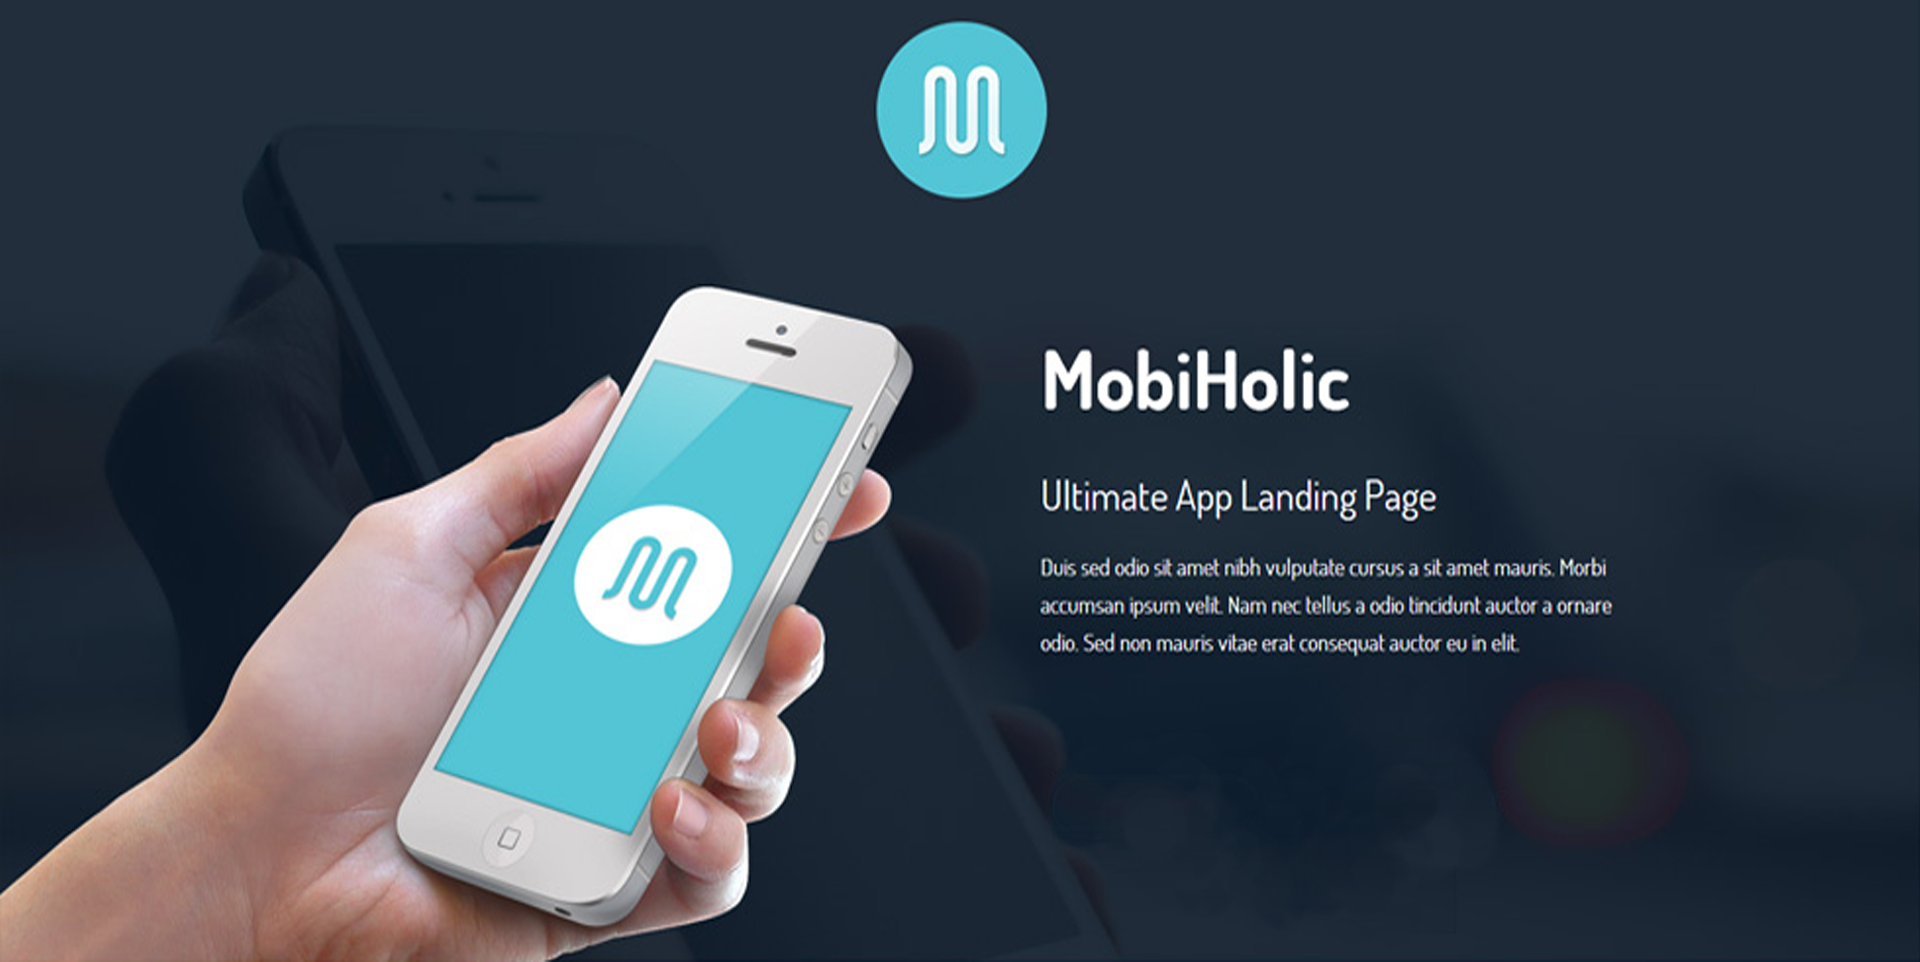 M
MobiHolic
Ultimate App Landing Page
Duis sed odio sit amet nibh vulputate cursus a sit amet mauris. Morbi
accumsan ipsum velit. Nam nec tellus a odio tincidunt auctor a ornare
odio. Sed non mauris vitae erat consequat auctor eu in elit.
M